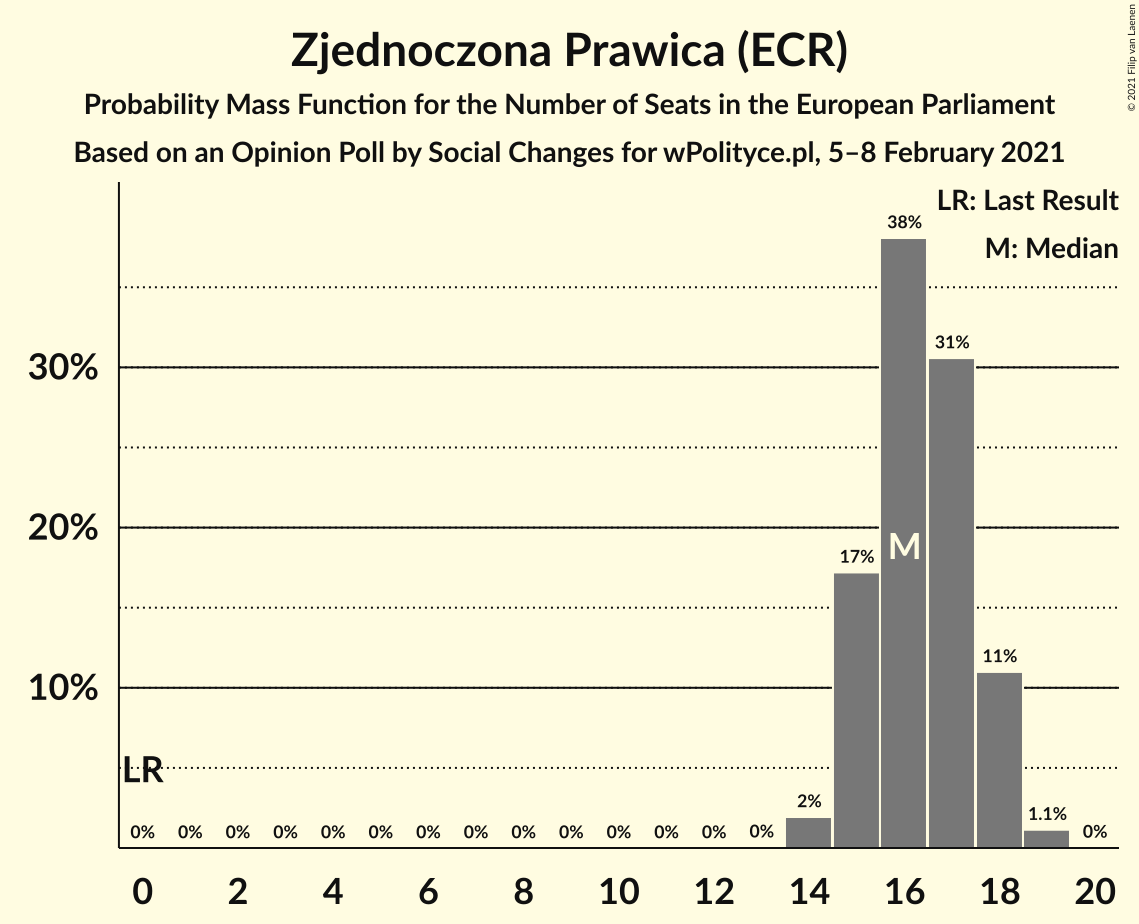 Zjednoczona Prawica (ECR)
Probability Mass Function for the Number of Seats in the European Parliament
Based on an Opinion Poll by Social Changes for wPolityce.pl, 5–8 February 2021
© 2021 Filip van Laenen
LR: Last Result
M: Median
38%
31%
30%
20%
17%
M
11%
10%
LR
2%
1.1%
0% 0% 0% 0% 0% 0% 0% 0% 0% 0% 0% 0% 0% 0% 0%
0 2 4 6 8 10 12 14 16 18 20